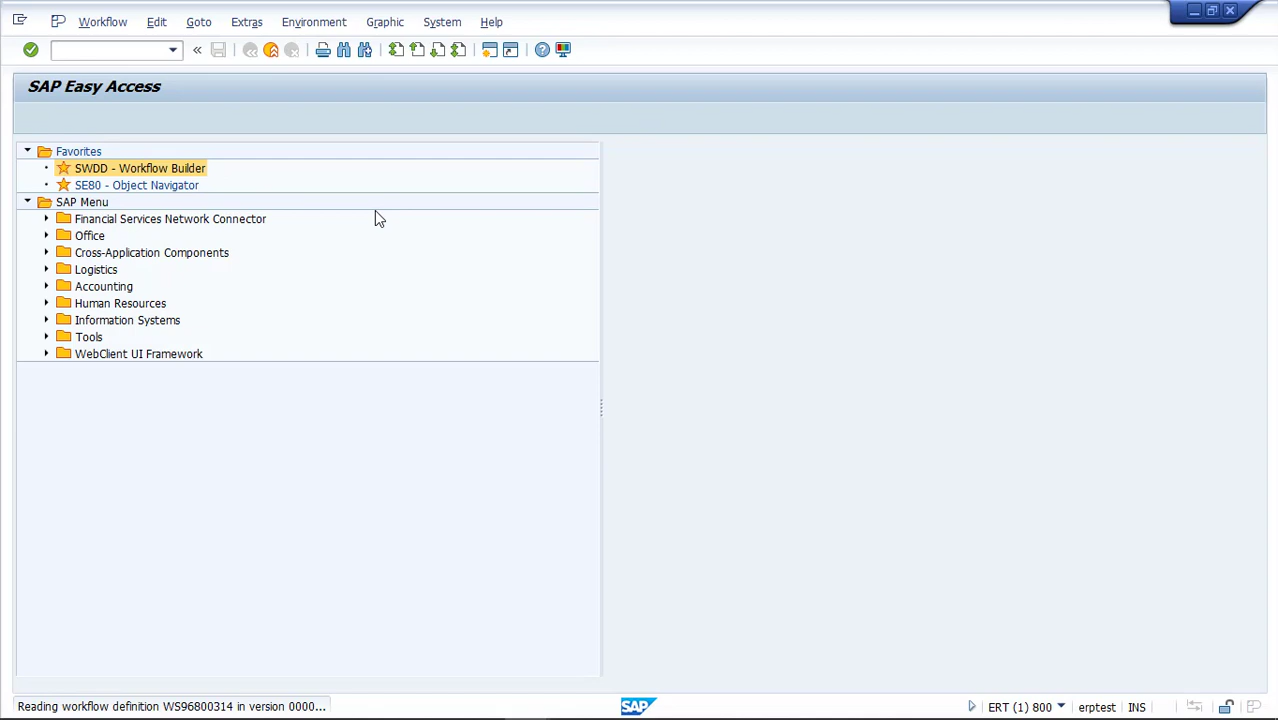 Workflow Edit Goto Extras Environment Graphic System Help
SAP Easy Access
Favorites
SWDD - Workflow Builder
SE80 - Object Navigator
SAP Menu
Financial Services Network Connector
Office
Cross-Application Components
Logistics
Accounting
Human Resources
Information Systems
Tools
WebClient UI Framework
Reading workflow definition WS96800314 in version 0000... SAP ERT (1) 800 erptest INS